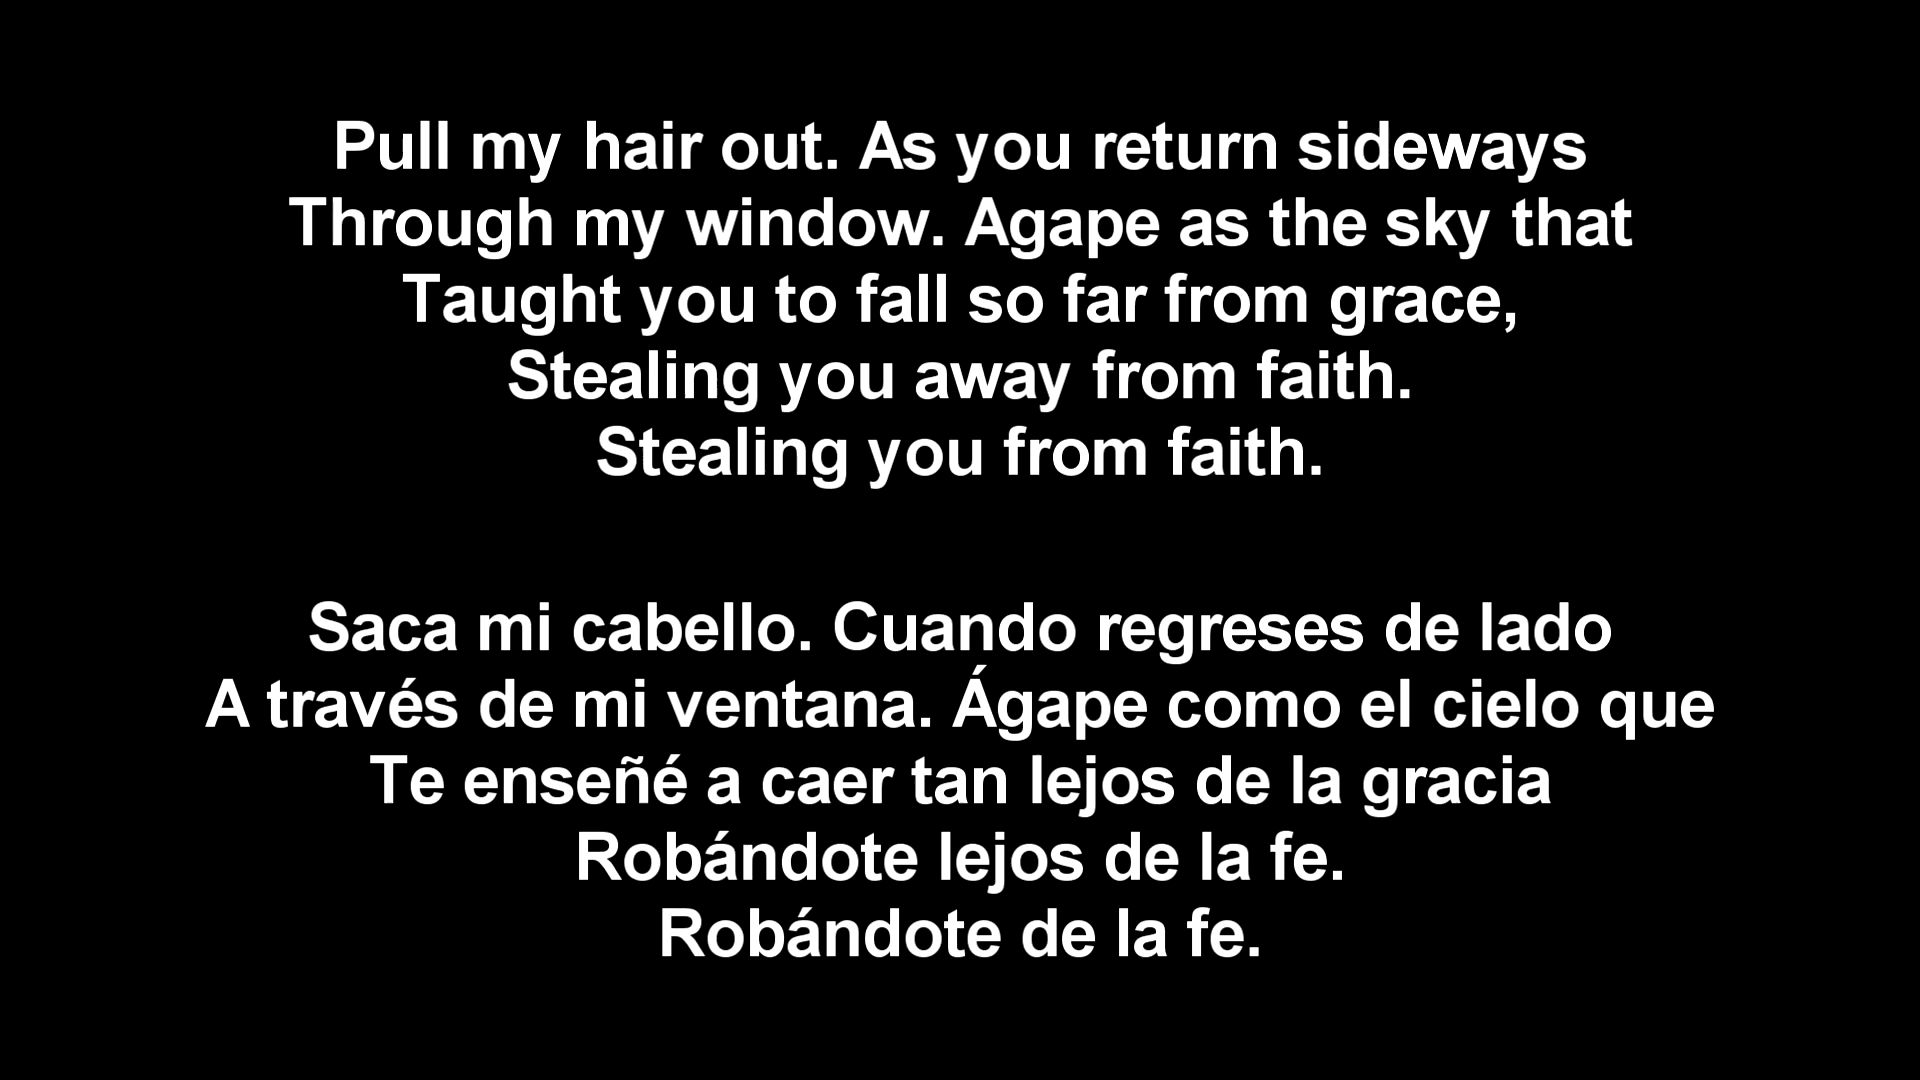 Pull my hair out. As you return sideways
Through my window. Agape as the sky that
Taught you to fall so far from grace,
Stealing you away from faith.
Stealing you from faith.
Saca mi cabello. Cuando regreses de lado
A través de mi ventana. Ágape como el cielo que
Te enseñé a caer tan lejos de la gracia
Robándote lejos de la fe.
Robándote de la fe.